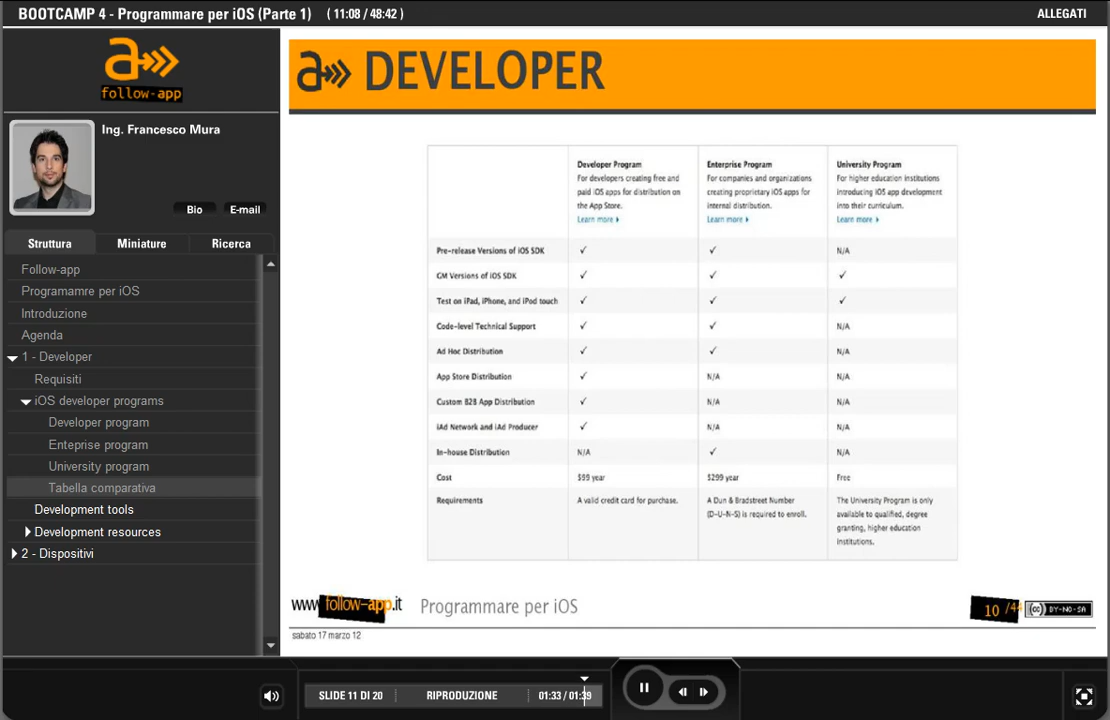 BOOTCAMP 4 - Programmare per iOS (Parte 1) ( 11:08 / 48:42 )
ALLEGATI
a
follow-app
Ing. Francesco Mura
Bio
E-mail
Struttura
Miniature
Ricerca
Follow-app
Programamre per iOS
Introduzione
Agenda
1 - Developer
Requisiti
iOS developer programs
Developer program
Enteprise program
University program
Tabella comparativa
Development tools
Development resources
2 - Dispositivi
a DEVELOPER
Developer Program
For developers creating free and
paid iOS apps for distribution on
the App Store.
Learn more
Enterprise Program
For companies and organizations
creating proprietary iOS apps for
internal distribution.
Learn more
University Program
For higher education institutions
introducing iOS app development
into their curriculum.
Learn more
Pre-release Versions of iOS SDK ✓ ✓ N/A
GM Versions of iOS SDK ✓ ✓ ✓
Test on iPad, iPhone, and iPod touch ✓ ✓ ✓
Code-level Technical Support ✓ ✓ N/A
Ad Hoc Distribution ✓ ✓ N/A
App Store Distribution ✓ N/A N/A
Custom B2B App Distribution ✓ N/A N/A
iAd Network and iAd Producer ✓ N/A N/A
In-house Distribution N/A ✓ N/A
Cost $99 year $299 year Free
Requirements
A valid credit card for purchase.
A Dun & Bradstreet Number
(D-U-N-S) is required to enroll.
The University Program is only
available to qualified, degree
granting, higher education
institutions.
www.follow-app.it
Programmare per iOS
10
cc BY-NO-SA
sabato 17 marzo 12
SLIDE 11 DI 20
RIPRODUZIONE
01:33 / 01:39